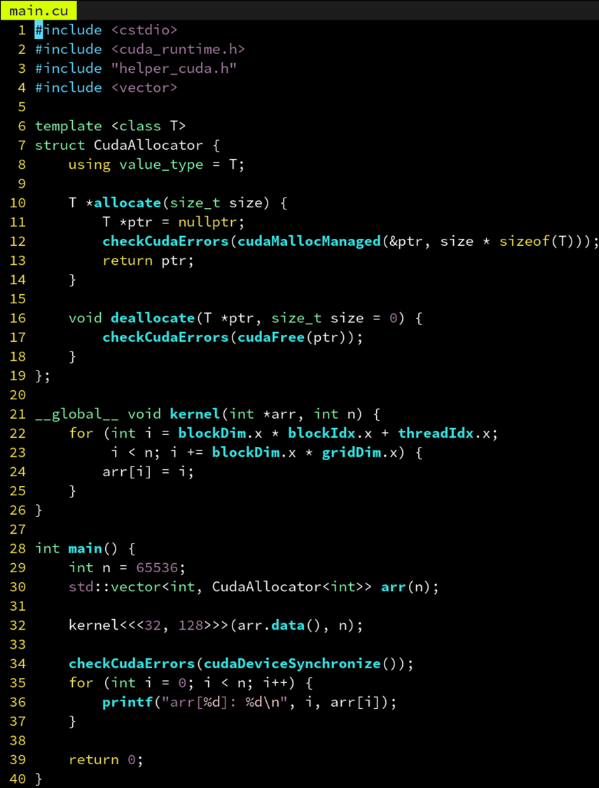 main.cu
1 #include <cstdio>
2 #include <cuda_runtime.h>
3 #include "helper_cuda.h"
4 #include <vector>
5
6 template <class T>
7 struct CudaAllocator {
8     using value_type = T;
9
10     T *allocate(size_t size) {
11         T *ptr = nullptr;
12         checkCudaErrors(cudaMallocManaged(&ptr, size * sizeof(T)));
13         return ptr;
14     }
15
16     void deallocate(T *ptr, size_t size = 0) {
17         checkCudaErrors(cudaFree(ptr));
18     }
19 };
20
21 __global__ void kernel(int *arr, int n) {
22     for (int i = blockDim.x * blockIdx.x + threadIdx.x;
23          i < n; i += blockDim.x * gridDim.x) {
24         arr[i] = i;
25     }
26 }
27
28 int main() {
29     int n = 65536;
30     std::vector<int, CudaAllocator<int>> arr(n);
31
32     kernel<<<32, 128>>>(arr.data(), n);
33
34     checkCudaErrors(cudaDeviceSynchronize());
35     for (int i = 0; i < n; i++) {
36         printf("arr[%d]: %d\n", i, arr[i]);
37     }
38
39     return 0;
40 }